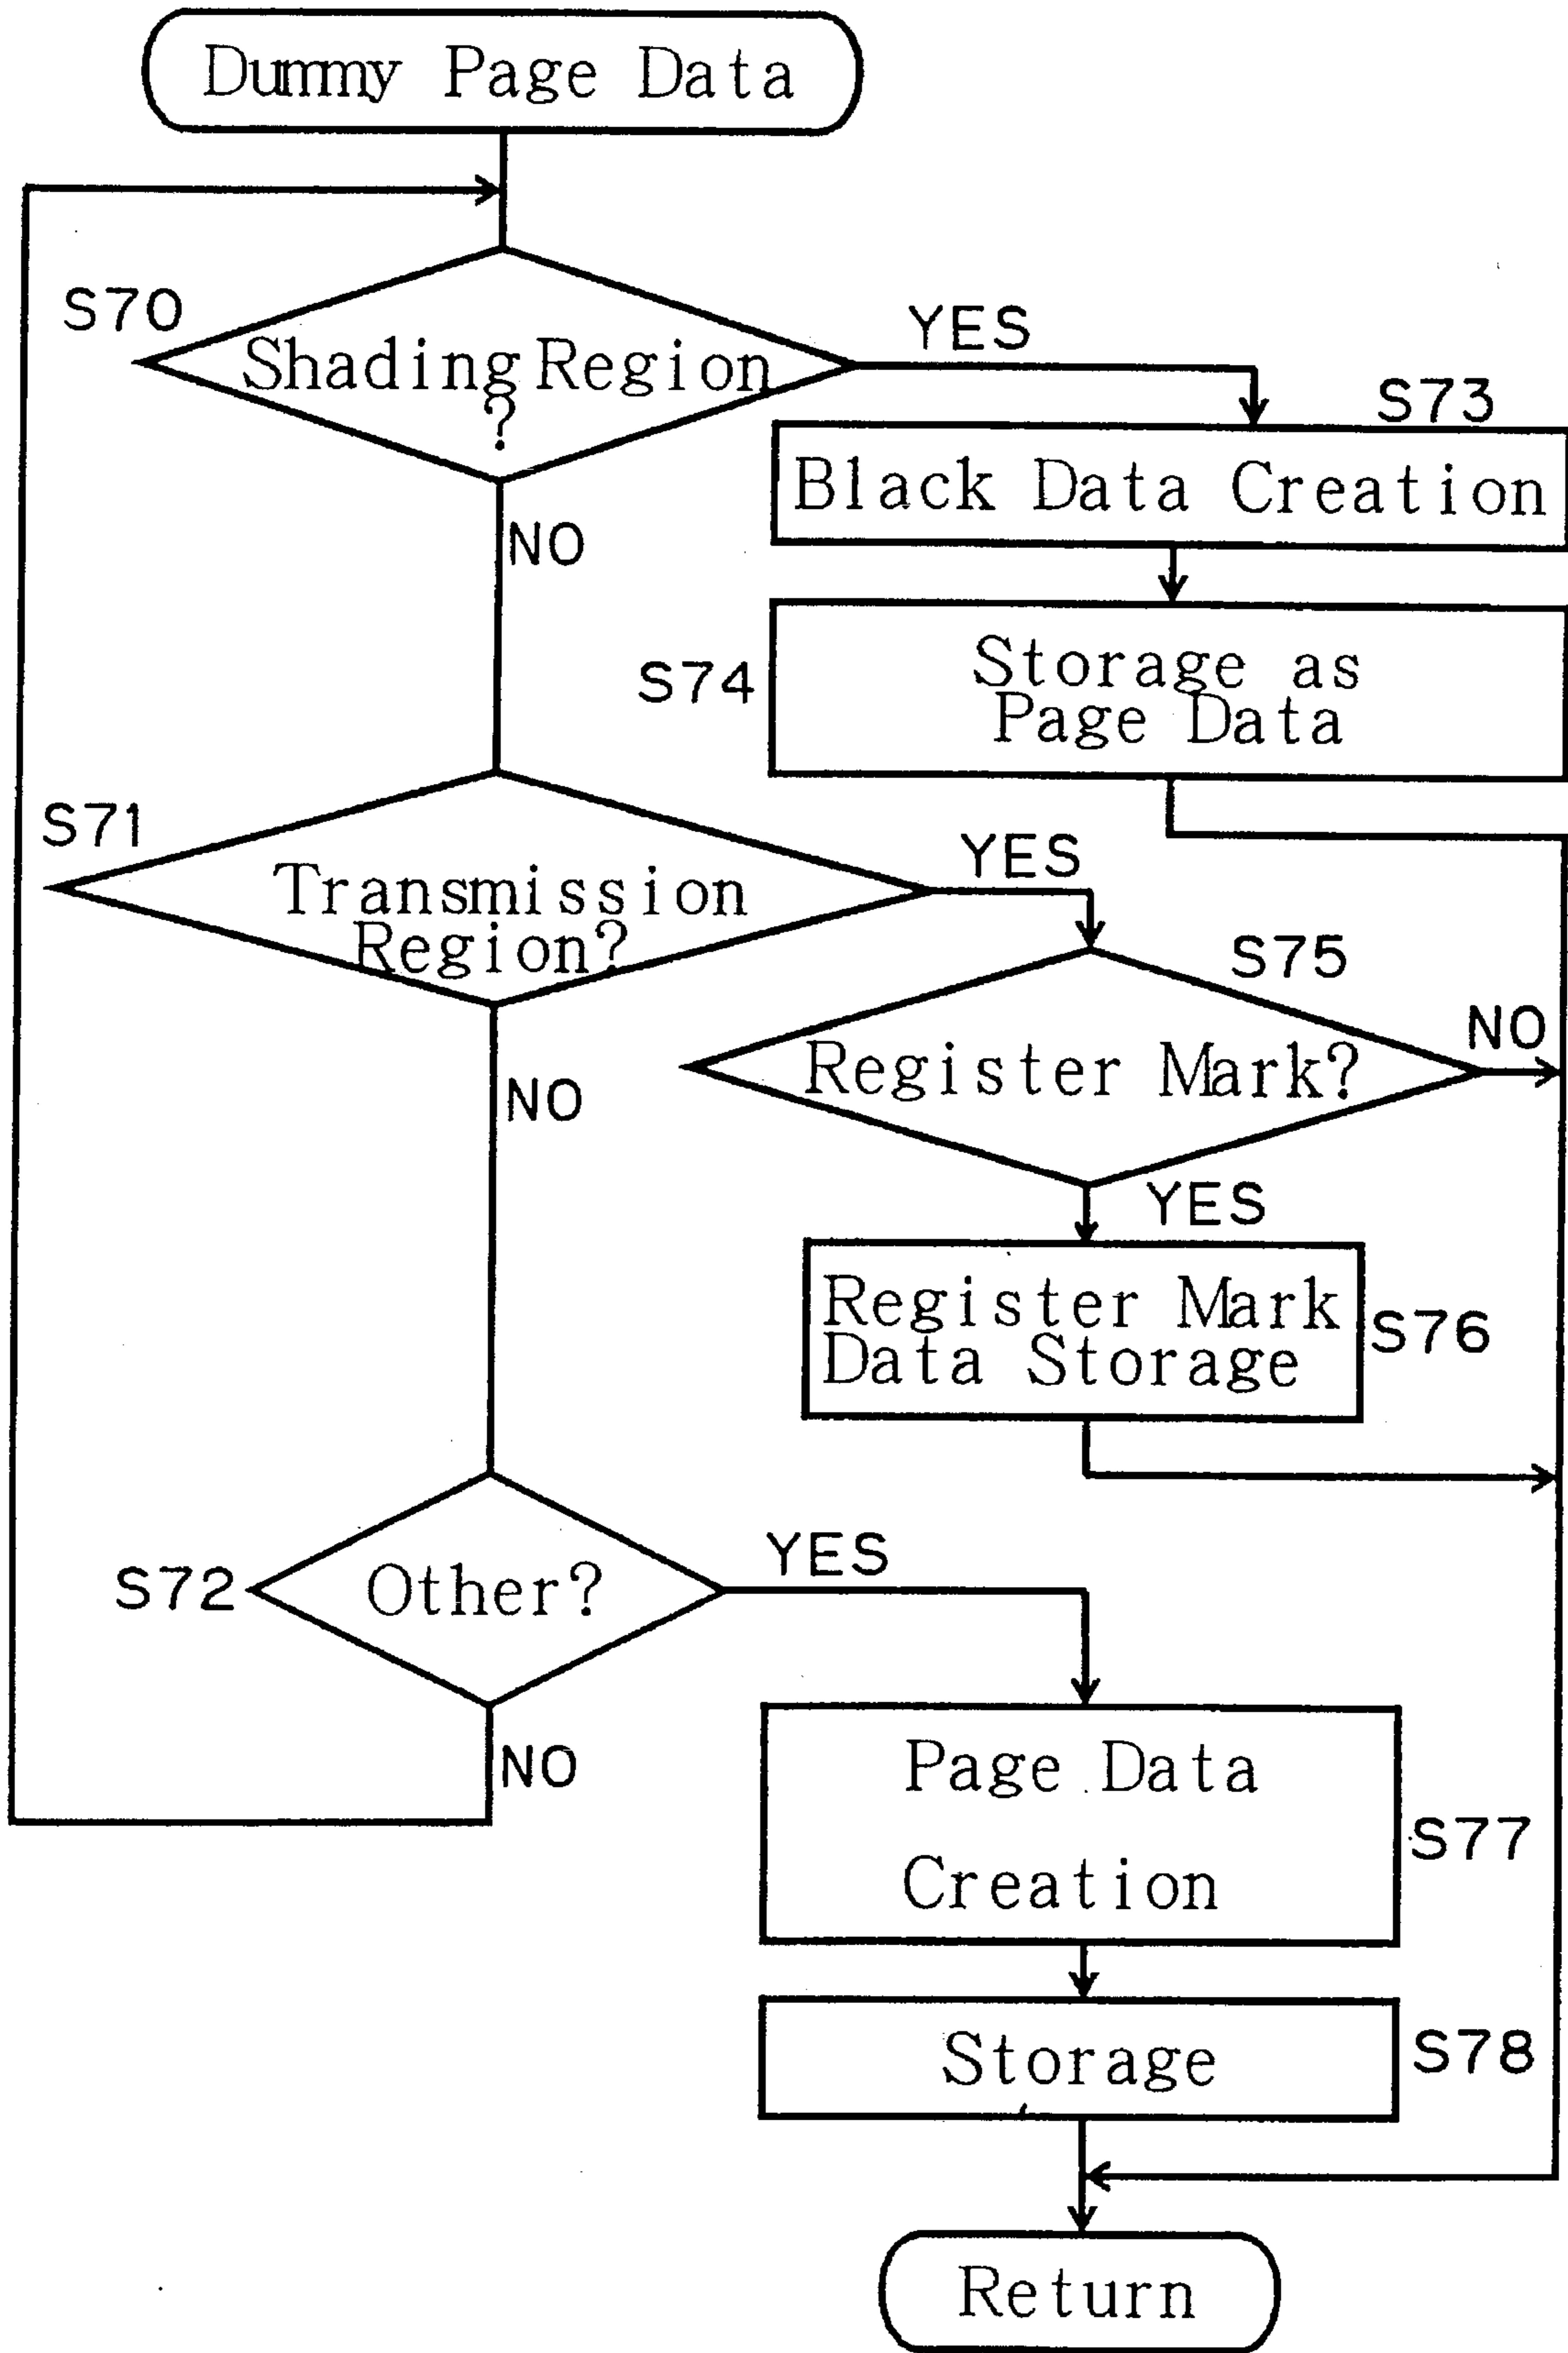 Dummy Page Data
S70
Shading Region
?
YES
NO
S73
Black Data Creation
S74
Storage as
Page Data
S71
Transmission
Region?
YES
NO
S75
Register Mark?
NO
YES
Register Mark
Data Storage
S76
S72
Other?
YES
NO
Page Data
Creation
S77
Storage
S78
Return